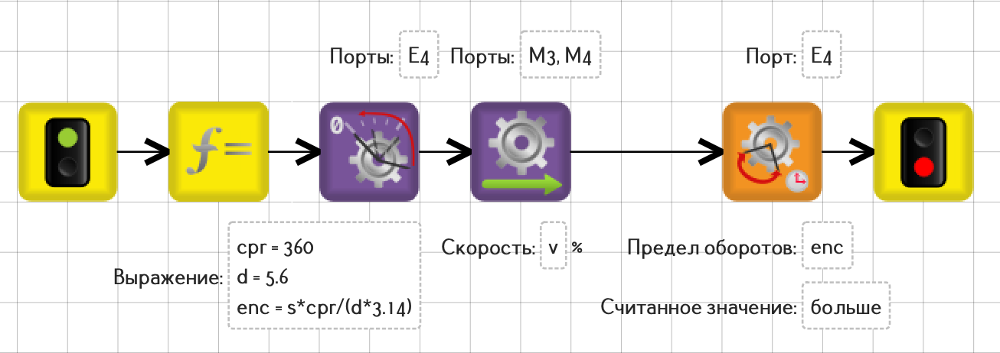 Порты: E4 Порты: M3, M4 Порт: E4
0
f =
Выражение: cpr = 360
d = 5.6
enc = s*cpr/(d*3.14)
Скорость: v %
Предел оборотов: enc
Считанное значение: больше